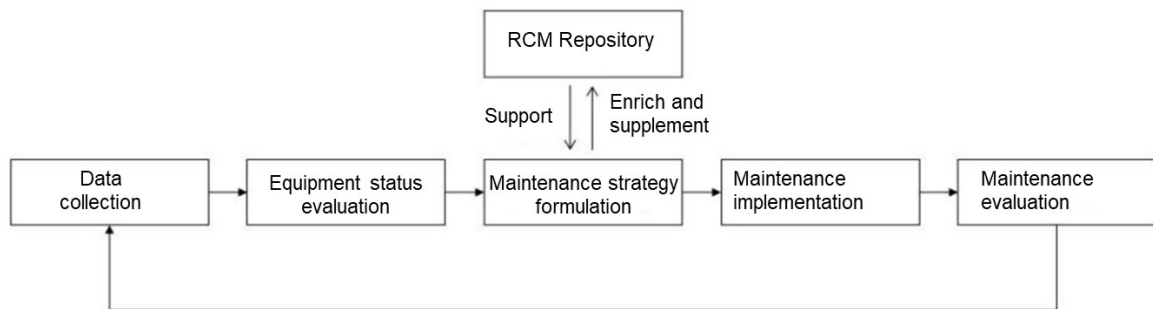 RCM Repository
Support
Enrich and
supplement
Data
collection
Equipment status
evaluation
Maintenance strategy
formulation
Maintenance
implementation
Maintenance
evaluation